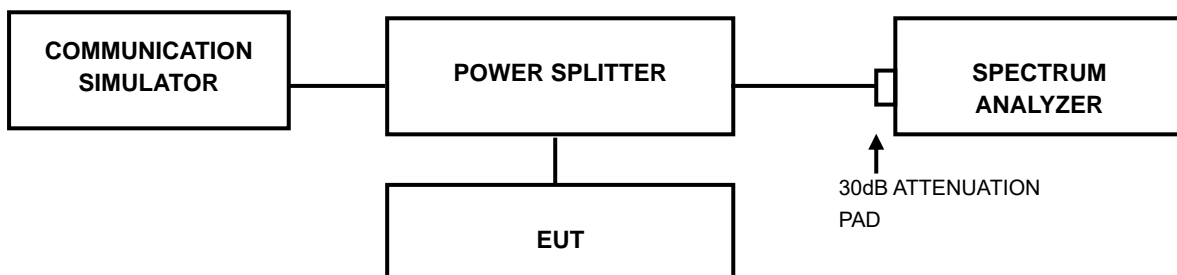 COMMUNICATION
SIMULATOR
POWER SPLITTER
SPECTRUM
ANALYZER
30dB ATTENUATION
PAD
EUT